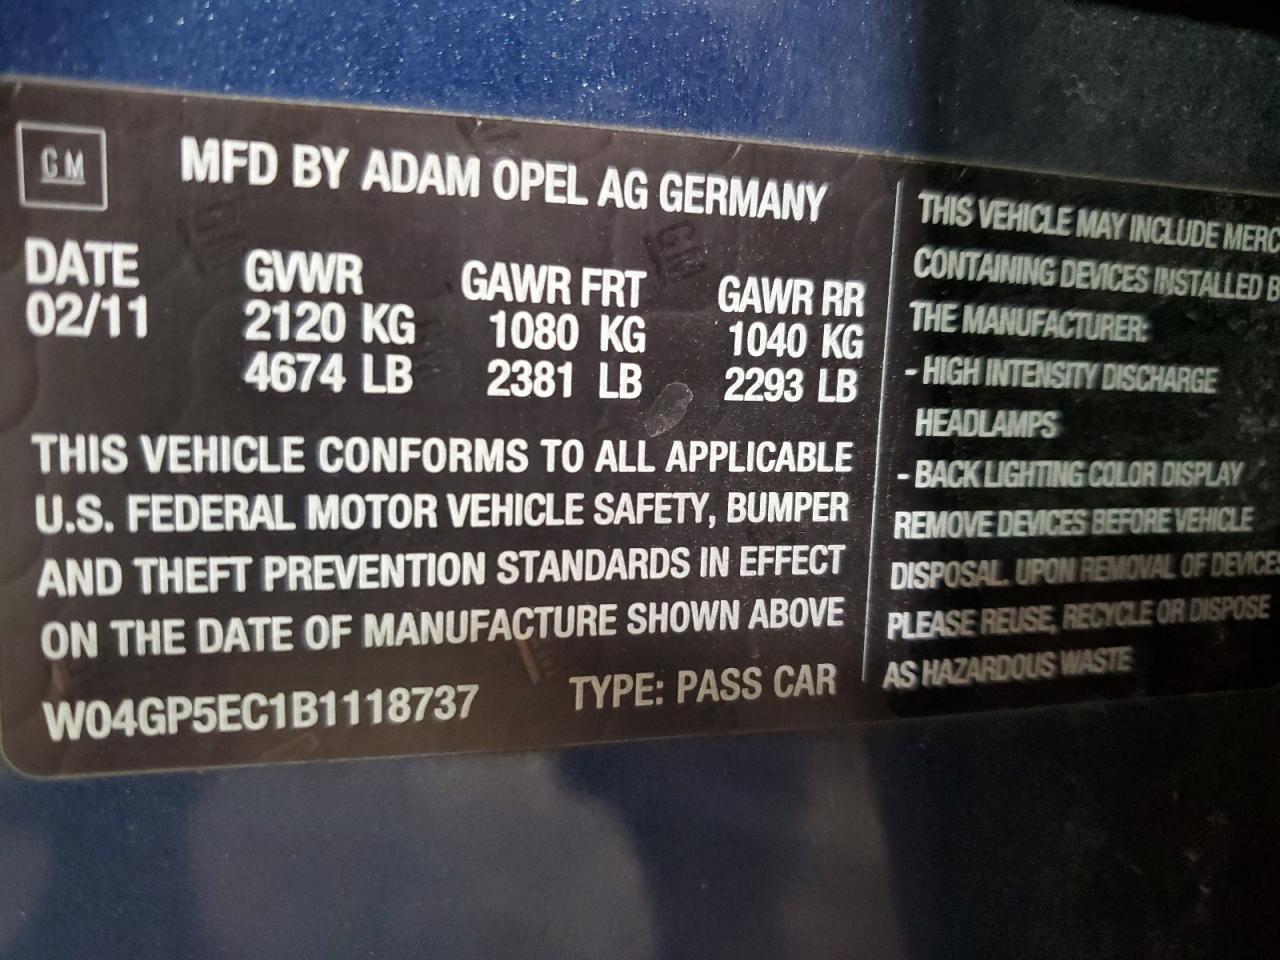 GM
MFD BY ADAM OPEL AG GERMANY
DATE
02/11
GVWR
2120 KG
4674 LB
GAWR FRT
1080 KG
2381 LB
GAWR RR
1040 KG
2293 LB
THIS VEHICLE CONFORMS TO ALL APPLICABLE
U.S. FEDERAL MOTOR VEHICLE SAFETY, BUMPER
AND THEFT PREVENTION STANDARDS IN EFFECT
ON THE DATE OF MANUFACTURE SHOWN ABOVE
W04GP5EC1B1118737 TYPE: PASS CAR
THIS VEHICLE MAY INCLUDE MERC
CONTAINING DEVICES INSTALLED B
THE MANUFACTURER:
- HIGH INTENSITY DISCHARGE
HEADLAMPS
- BACK LIGHTING COLOR DISPLAY
REMOVE DEVICES BEFORE VEHICLE
DISPOSAL. UPON REMOVAL OF DEVICES
PLEASE REUSE, RECYCLE OR DISPOSE
AS HAZARDOUS WASTE